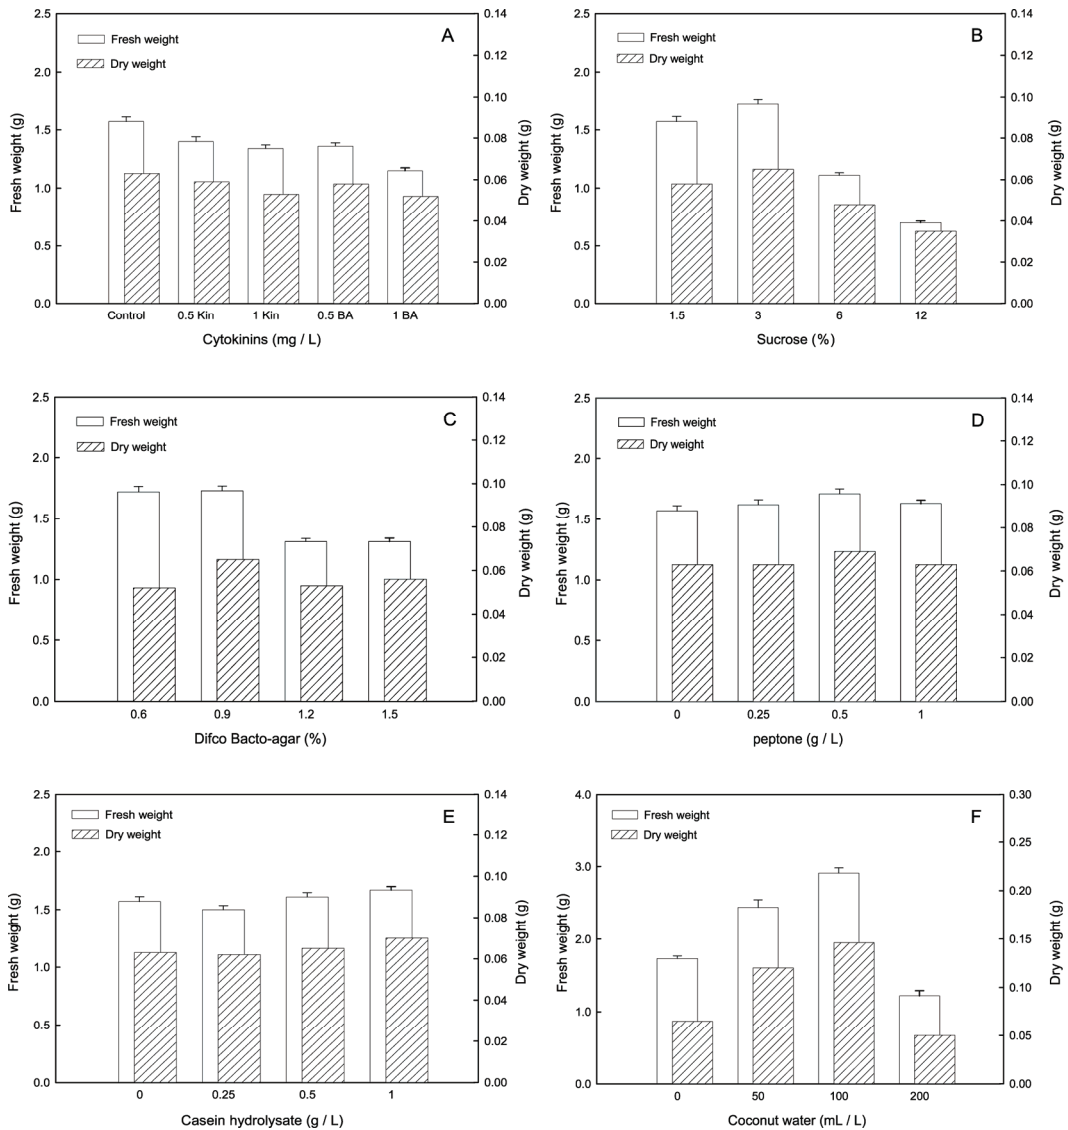 A
Fresh weight
Dry weight
2.5
2.0
1.5
1.0
0.5
0.0
Fresh weight (g)
0.14
0.12
0.10
0.08
0.06
0.04
0.02
0.00
Dry weight (g)
Control 0.5 Kin 1 Kin 0.5 BA 1 BA
Cytokinins (mg / L)
B
Fresh weight
Dry weight
2.5
2.0
1.5
1.0
0.5
0.0
Fresh weight (g)
0.14
0.12
0.10
0.08
0.06
0.04
0.02
0.00
Dry weight (g)
1.5 3 6 12
Sucrose (%)
C
Fresh weight
Dry weight
2.5
2.0
1.5
1.0
0.5
0.0
Fresh weight (g)
0.14
0.12
0.10
0.08
0.06
0.04
0.02
0.00
Dry weight (g)
0.6 0.9 1.2 1.5
Difco Bacto-agar (%)
D
Fresh weight
Dry weight
2.5
2.0
1.5
1.0
0.5
0.0
Fresh weight (g)
0.14
0.12
0.10
0.08
0.06
0.04
0.02
0.00
Dry weight (g)
0 0.25 0.5 1
peptone (g / L)
E
Fresh weight
Dry weight
2.5
2.0
1.5
1.0
0.5
0.0
Fresh weight (g)
0.14
0.12
0.10
0.08
0.06
0.04
0.02
0.00
Dry weight (g)
0 0.25 0.5 1
Casein hydrolysate (g / L)
F
Fresh weight
Dry weight
4.0
3.0
2.0
1.0
0.0
Fresh weight (g)
0.30
0.25
0.20
0.15
0.10
0.05
0.00
Dry weight (g)
0 50 100 200
Coconut water (mL / L)